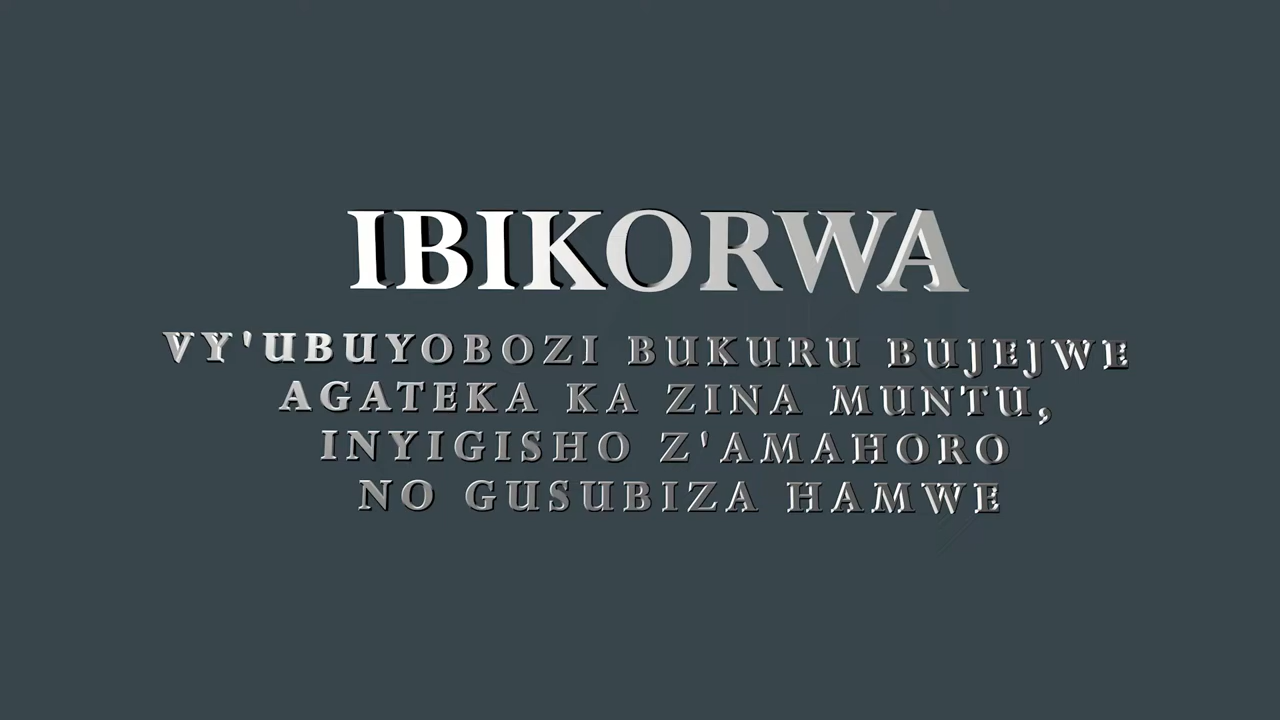 IBIKORWA
VY'UBUYOBOZI BUKURU BUJEJWE
AGATEKA KA ZINA MUNTU,
INYIGISHO Z'AMAHORO
NO GUSUBIZA HAMWE